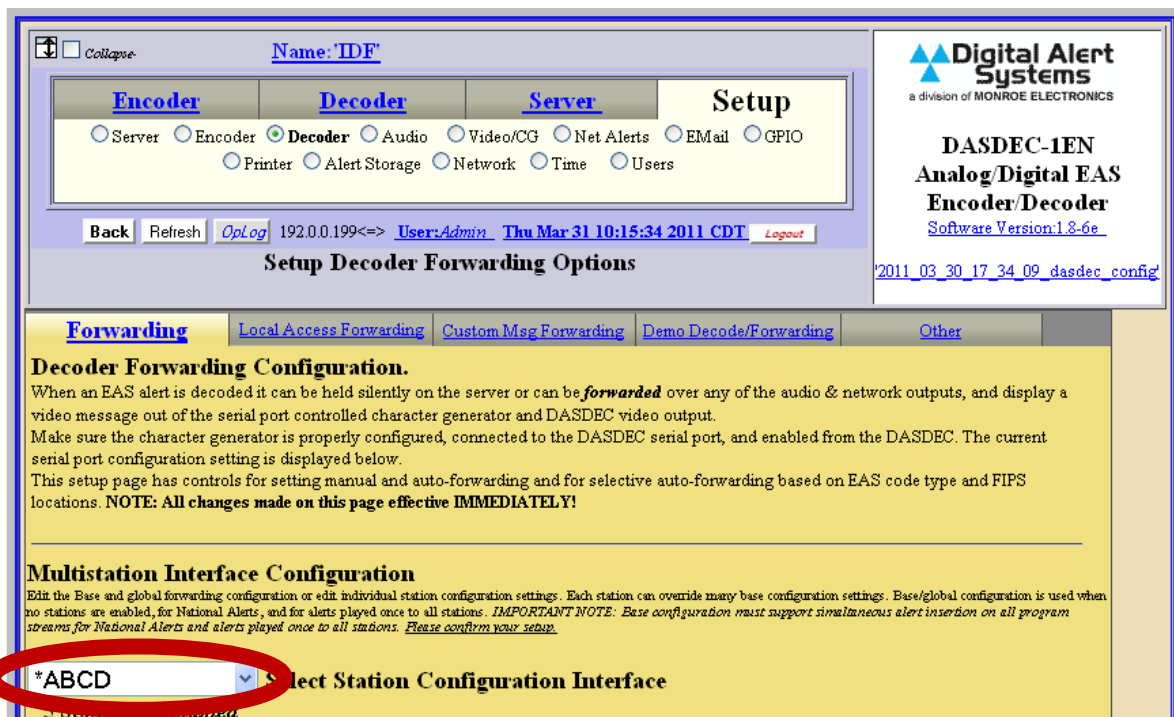 Collapse-
Name:'IDF'
Encoder Decoder Server Setup
Server Encoder Decoder Audio Video/CG Net Alerts EMail GPIO
Printer Alert Storage Network Time Users
Back Refresh OpLog 192.0.0.199<=> User:Admin Thu Mar 31 10:15:34 2011 CDT Logout
Setup Decoder Forwarding Options
Digital Alert
Systems
a division of MONROE ELECTRONICS
DASDEC-1EN
Analog/Digital EAS
Encoder/Decoder
Software Version:1.8-6e
'2011_03_30_17_34_09_dasdec_config'
Forwarding Local Access Forwarding Custom Msg Forwarding Demo Decode/Forwarding Other
Decoder Forwarding Configuration.
When an EAS alert is decoded it can be held silently on the server or can be forwarded over any of the audio & network outputs, and display a
video message out of the serial port controlled character generator and DASDEC video output.
Make sure the character generator is properly configured, connected to the DASDEC serial port, and enabled from the DASDEC. The current
serial port configuration setting is displayed below.
This setup page has controls for setting manual and auto-forwarding and for selective auto-forwarding based on EAS code type and FIPS
locations. NOTE: All changes made on this page effective IMMEDIATELY!
Multistation Interface Configuration
Edit the Base and global forwarding configuration or edit individual station configuration settings. Each station can override many base configuration settings. Base/global configuration is used when
no stations are enabled, for National Alerts, and for alerts played once to all stations. IMPORTANT NOTE: Base configuration must support simultaneous alert insertion on all program
streams for National Alerts and alerts played once to all stations. Please confirm your setup.
*ABCD Select Station Configuration Interface